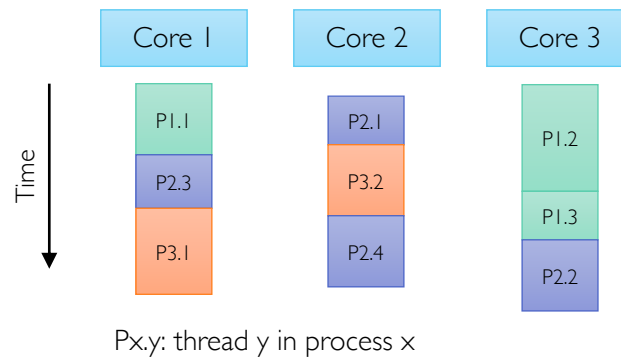 Core 1
Core 2
Core 3
Time
P1.1
P2.3
P3.1
P2.1
P3.2
P2.4
P1.2
P1.3
P2.2
Px.y: thread y in process x